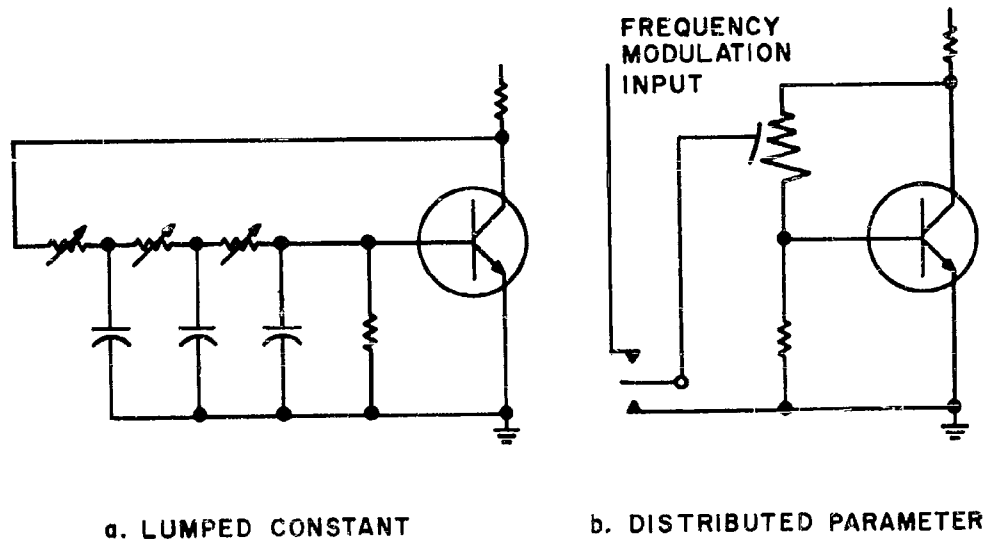 FREQUENCY
MODULATION
INPUT
a. LUMPED CONSTANT
b. DISTRIBUTED PARAMETER